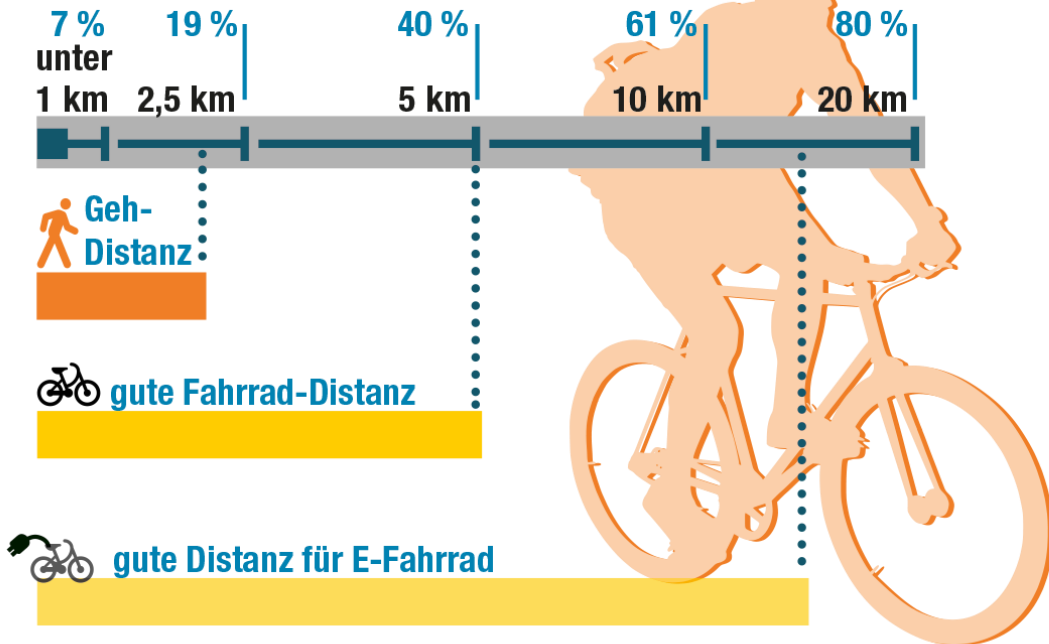 7 % 19 % 40 % 61 % 80 %
unter
1 km 2,5 km 5 km 10 km 20 km
Geh-
Distanz
gute Fahrrad-Distanz
gute Distanz für E-Fahrrad